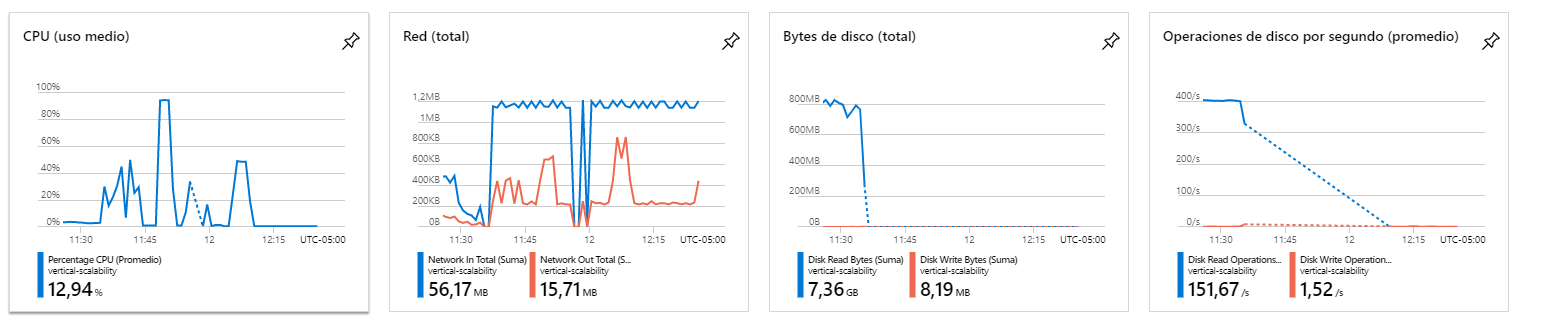 CPU (uso medio)
100%
80%
60%
40%
20%
0%
11:30 11:45 12 12:15 UTC-05:00
Percentage CPU (Promedio)
vertical-scalability
12,94 %
Red (total)
1,2MB
1MB
800KB
600KB
400KB
200KB
0B
11:30 11:45 12 12:15 UTC-05:00
Network In Total (Suma) Network Out Total (S...
vertical-scalability vertical-scalability
56,17 MB 15,71 MB
Bytes de disco (total)
800MB
600MB
400MB
200MB
0B
11:30 11:45 12 12:15 UTC-05:00
Disk Read Bytes (Suma) Disk Write Bytes (Suma)
vertical-scalability vertical-scalability
7,36 GB 8,19 MB
Operaciones de disco por segundo (promedio)
400/s
300/s
200/s
100/s
0/s
11:30 11:45 12 12:15 UTC-05:00
Disk Read Operations... Disk Write Operation...
vertical-scalability vertical-scalability
151,67 /s 1,52 /s